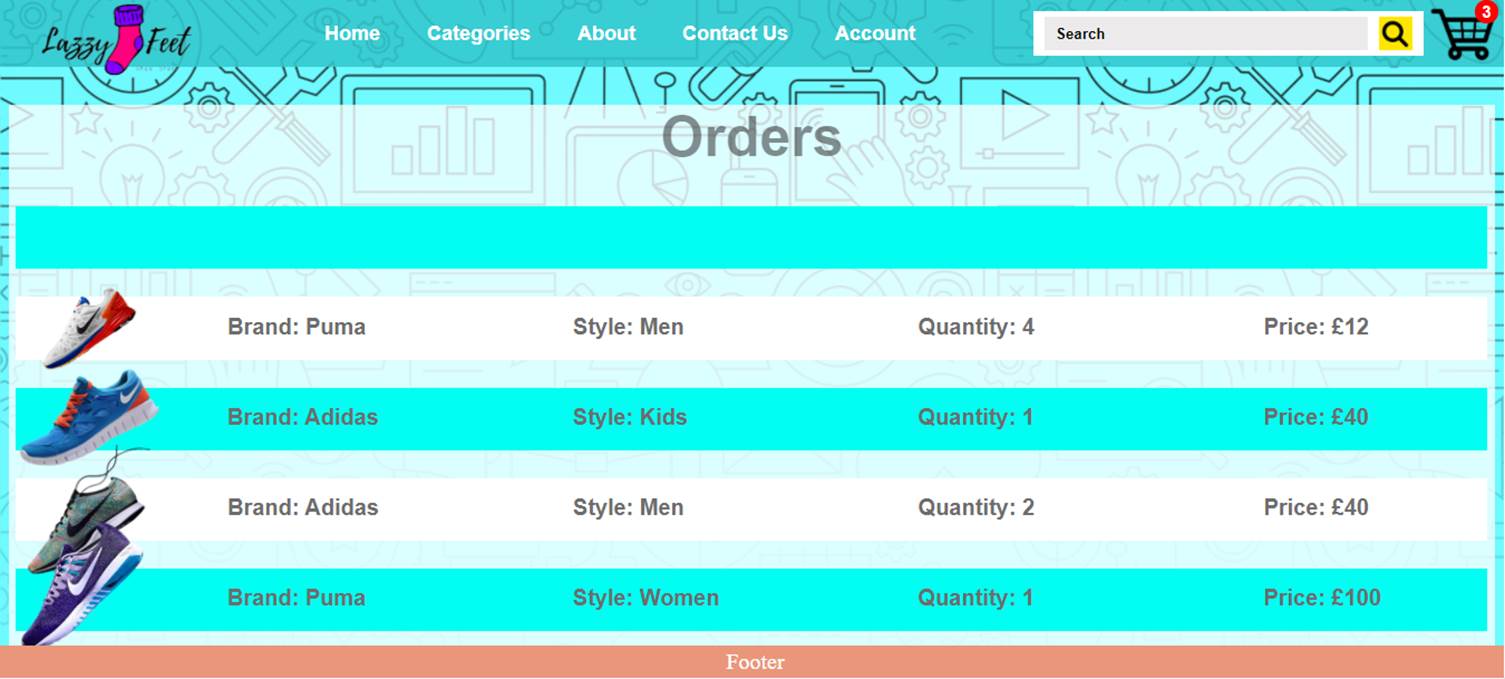 Lazzy Feet
Home Categories About Contact Us Account Search 3
Orders
Brand: Puma Style: Men Quantity: 4 Price: £12
Brand: Adidas Style: Kids Quantity: 1 Price: £40
Brand: Adidas Style: Men Quantity: 2 Price: £40
Brand: Puma Style: Women Quantity: 1 Price: £100
Footer